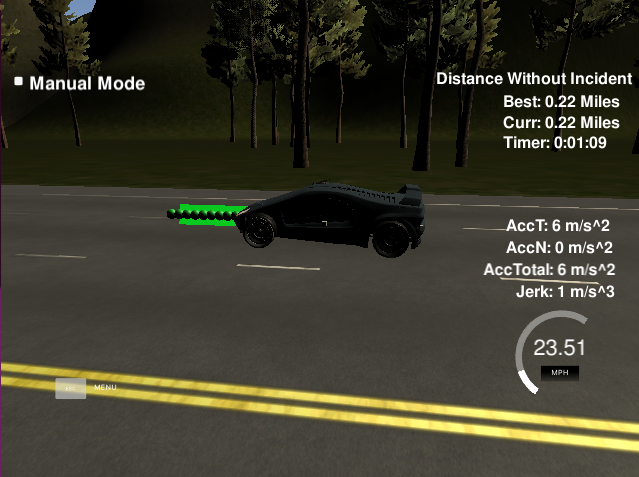 Manual Mode
Distance Without Incident
Best: 0.22 Miles
Curr: 0.22 Miles
Timer: 0:01:09
AccT: 6 m/s^2
AccN: 0 m/s^2
AccTotal: 6 m/s^2
Jerk: 1 m/s^3
23.51
MPH
MENU